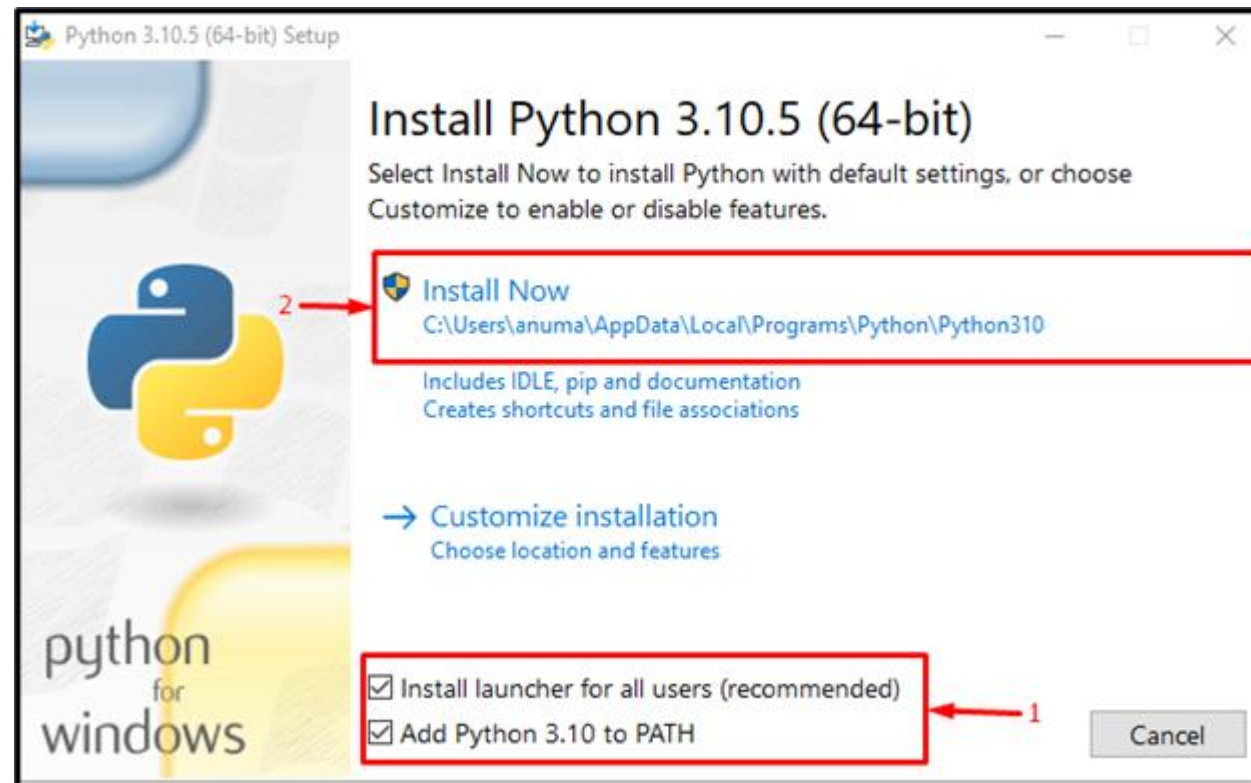 Python 3.10.5 (64-bit) Setup
Install Python 3.10.5 (64-bit)
Select Install Now to install Python with default settings, or choose
Customize to enable or disable features.
2
Install Now
C:\Users\anuma\AppData\Local\Programs\Python\Python310
Includes IDLE, pip and documentation
Creates shortcuts and file associations
Customize installation
Choose location and features
python
for
windows
Install launcher for all users (recommended)
Add Python 3.10 to PATH
1
Cancel